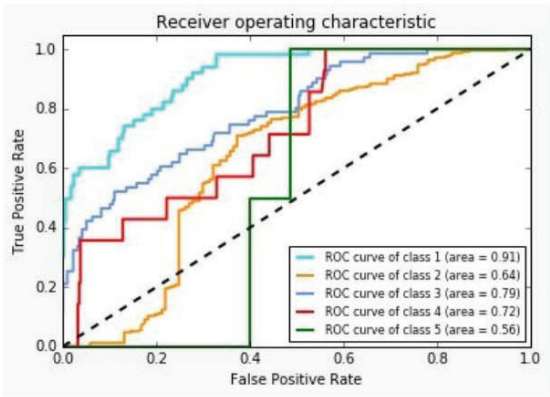 Receiver operating characteristic
1.0
0.8
0.6
0.4
0.2
0.0
True Positive Rate
0.0 0.2 0.4 0.6 0.8 1.0
False Positive Rate
ROC curve of class 1 (area = 0.91)
ROC curve of class 2 (area = 0.64)
ROC curve of class 3 (area = 0.79)
ROC curve of class 4 (area = 0.72)
ROC curve of class 5 (area = 0.56)